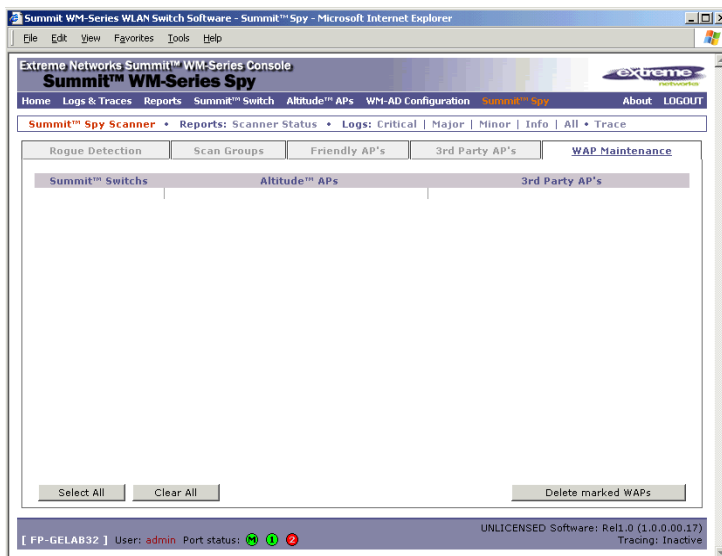 Summit WM-Series WLAN Switch Software - Summit™ Spy - Microsoft Internet Explorer
File Edit View Favorites Tools Help
Extreme Networks Summit™ WM-Series Console
Summit™ WM-Series Spy
extreme networks
Home Logs & Traces Reports Summit™ Switch Altitude™ APs WM-AD Configuration Summit™ Spy About LOGOUT
Summit™ Spy Scanner • Reports: Scanner Status • Logs: Critical | Major | Minor | Info | All • Trace
Rogue Detection Scan Groups Friendly AP's 3rd Party AP's WAP Maintenance
Summit™ Switchs Altitude™ APs 3rd Party AP's
Select All Clear All Delete marked WAPs
UNLICENSED Software: Rel1.0 (1.0.0.00.17)
[ FP-GELAB32 ] User: admin Port status: M 1 2 Tracing: Inactive